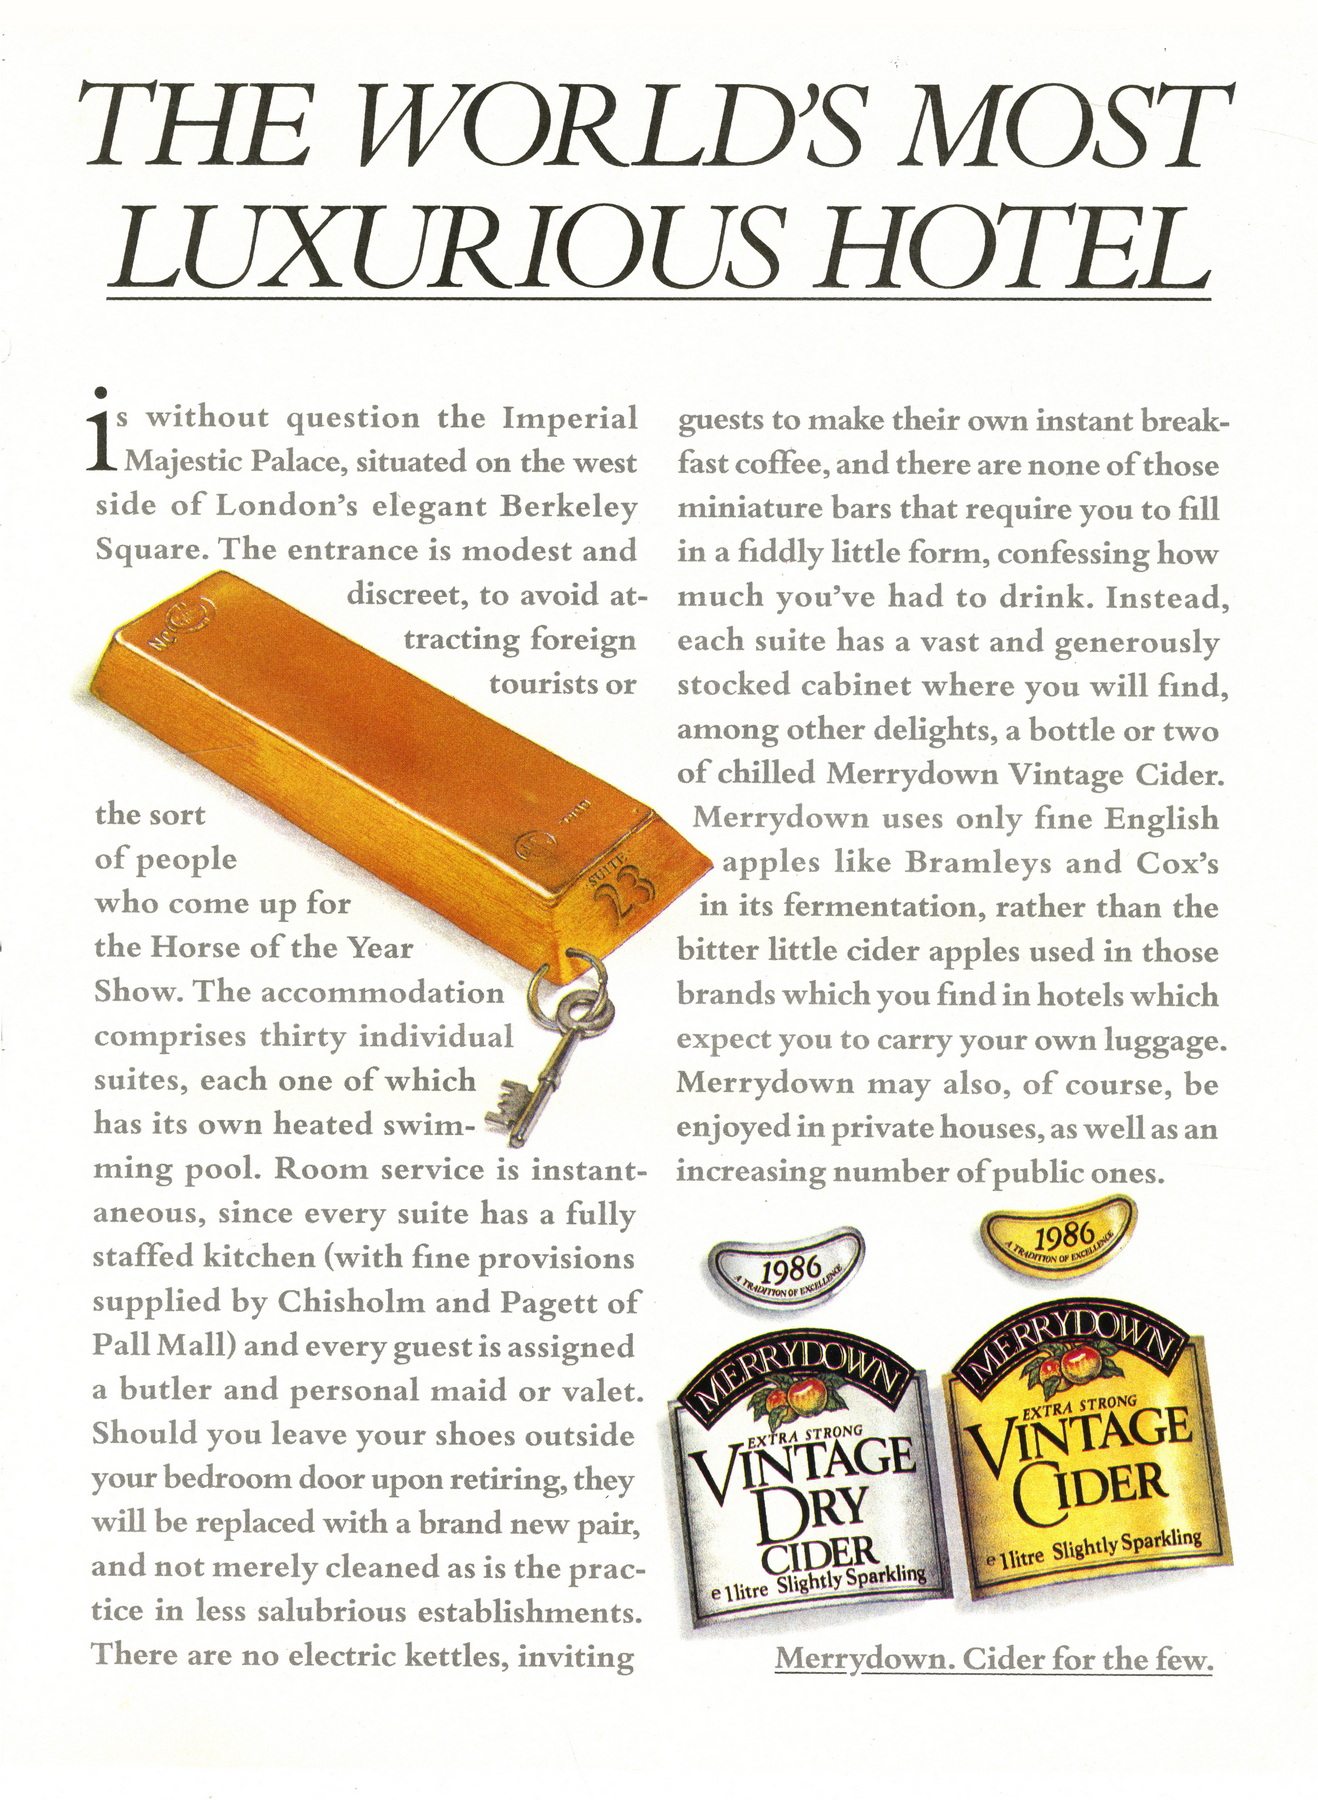 THE WORLD'S MOST
LUXURIOUS HOTEL
is without question the Imperial
Majestic Palace, situated on the west
side of London's elegant Berkeley
Square. The entrance is modest and
discreet, to avoid at-
tracting foreign
tourists or
the sort
of people
who come up for
the Horse of the Year
Show. The accommodation
comprises thirty individual
suites, each one of which
has its own heated swim-
ming pool. Room service is instant-
aneous, since every suite has a fully
staffed kitchen (with fine provisions
supplied by Chisholm and Pagett of
Pall Mall) and every guest is assigned
a butler and personal maid or valet.
Should you leave your shoes outside
your bedroom door upon retiring, they
will be replaced with a brand new pair,
and not merely cleaned as is the prac-
tice in less salubrious establishments.
There are no electric kettles, inviting
SUITE
23
guests to make their own instant break-
fast coffee, and there are none of those
miniature bars that require you to fill
in a fiddly little form, confessing how
much you've had to drink. Instead,
each suite has a vast and generously
stocked cabinet where you will find,
among other delights, a bottle or two
of chilled Merrydown Vintage Cider.
Merrydown uses only fine English
apples like Bramleys and Cox's
in its fermentation, rather than the
bitter little cider apples used in those
brands which you find in hotels which
expect you to carry your own luggage.
Merrydown may also, of course, be
enjoyed in private houses, as well as an
increasing number of public ones.
1986
A TRADITION OF EXCELLENCE
MERRYDOWN
EXTRA STRONG
VINTAGE
DRY
CIDER
e 1 litre Slightly Sparkling
1986
A TRADITION OF EXCELLENCE
MERRYDOWN
EXTRA STRONG
VINTAGE
CIDER
e 1 litre Slightly Sparkling
Merrydown. Cider for the few.